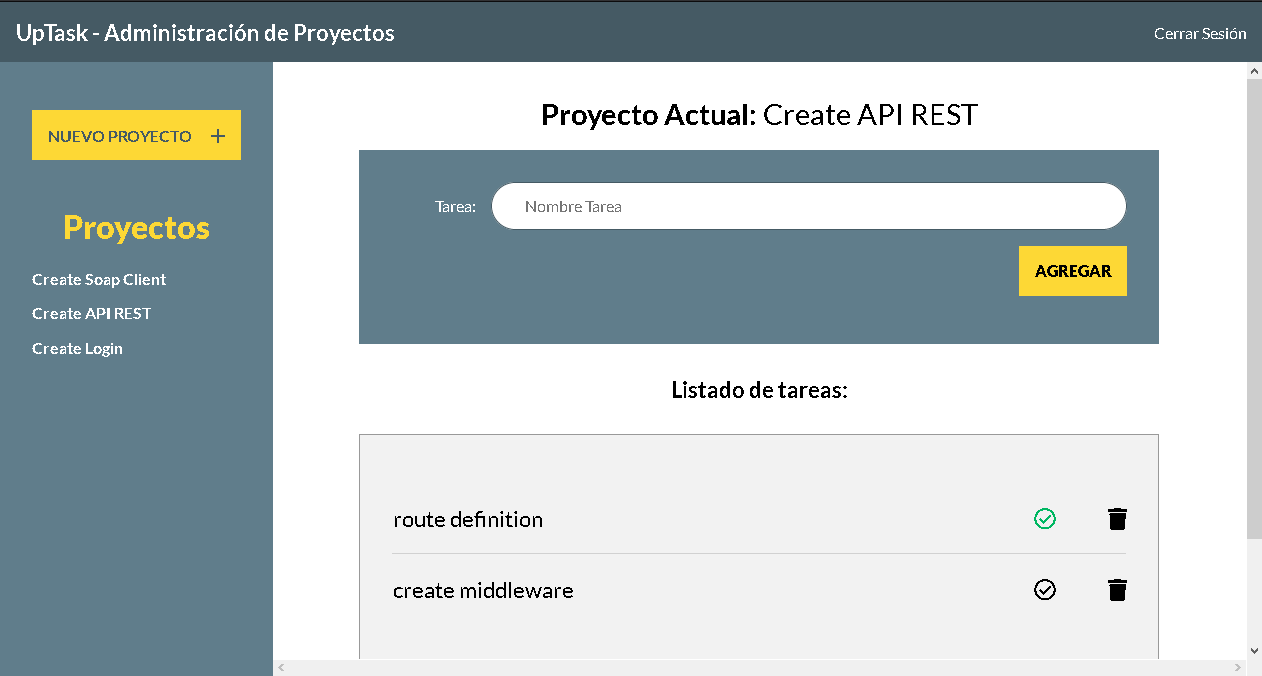 UpTask - Administración de Proyectos
Cerrar Sesión
NUEVO PROYECTO +
Proyectos
Create Soap Client
Create API REST
Create Login
Proyecto Actual: Create API REST
Tarea: Nombre Tarea
AGREGAR
Listado de tareas:
route definition
create middleware